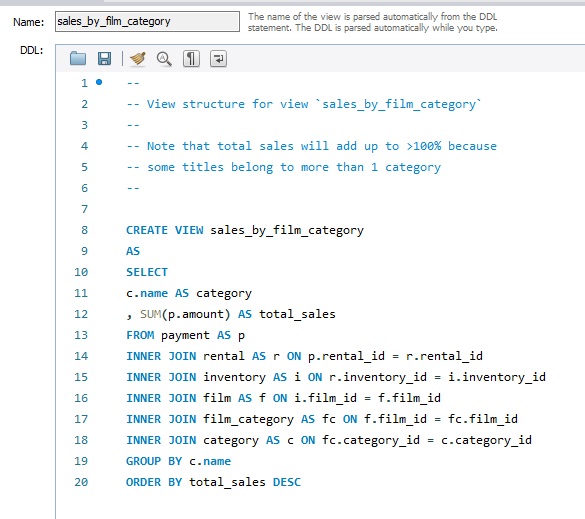 Name: sales_by_film_category The name of the view is parsed automatically from the DDL
statement. The DDL is parsed automatically while you type.
DDL:
1 --
2 -- View structure for view `sales_by_film_category`
3 --
4 -- Note that total sales will add up to >100% because
5 -- some titles belong to more than 1 category
6 --
7
8 CREATE VIEW sales_by_film_category
9 AS
10 SELECT
11 c.name AS category
12 , SUM(p.amount) AS total_sales
13 FROM payment AS p
14 INNER JOIN rental AS r ON p.rental_id = r.rental_id
15 INNER JOIN inventory AS i ON r.inventory_id = i.inventory_id
16 INNER JOIN film AS f ON i.film_id = f.film_id
17 INNER JOIN film_category AS fc ON f.film_id = fc.film_id
18 INNER JOIN category AS c ON fc.category_id = c.category_id
19 GROUP BY c.name
20 ORDER BY total_sales DESC